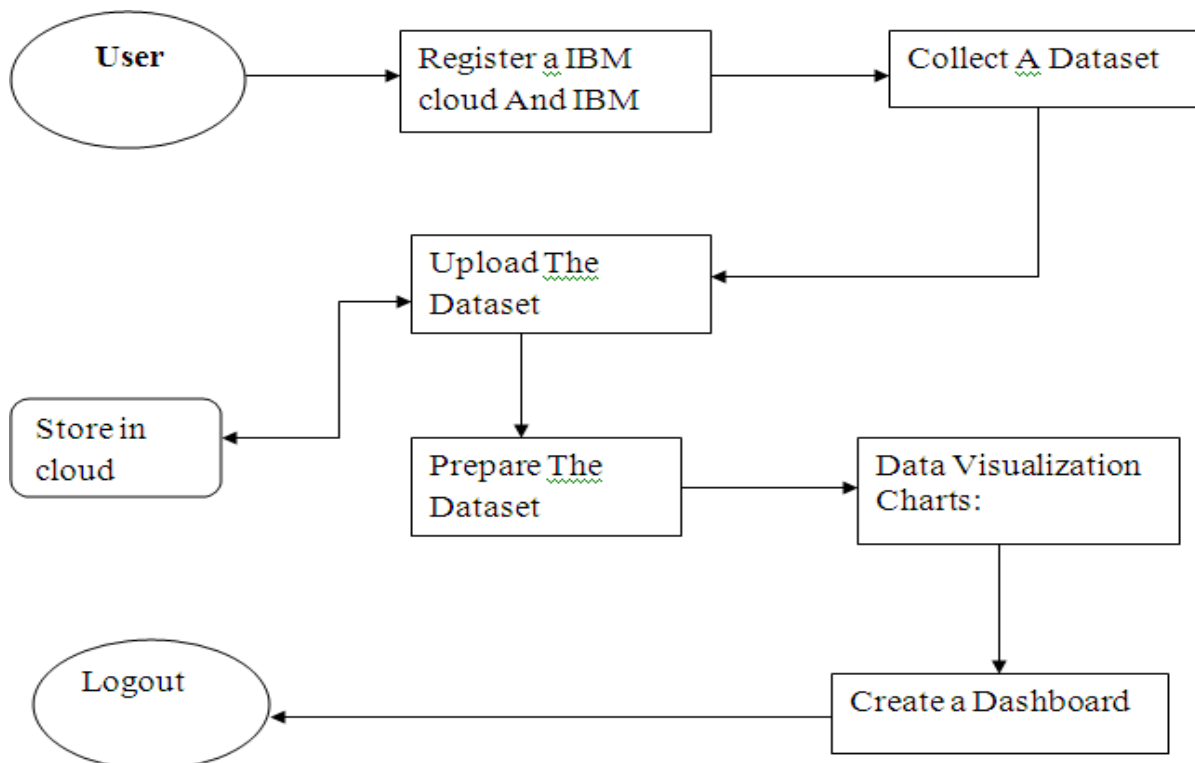 User
Register a IBM
cloud And IBM
Collect A Dataset
Upload The
Dataset
Store in
cloud
Prepare The
Dataset
Data Visualization
Charts:
Create a Dashboard
Logout